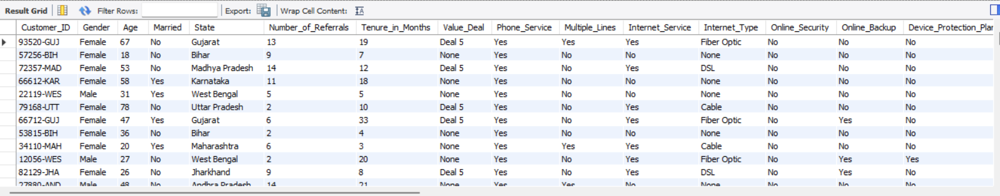 Result Grid Filter Rows: Export: Wrap Cell Content:
Customer_ID Gender Age Married State Number_of_Referrals Tenure_in_Months Value_Deal Phone_Service Multiple_Lines Internet_Service Internet_Type Online_Security Online_Backup Device_Protection_Plan
93520-GUJ Female 67 No Gujarat 13 19 Deal 5 Yes Yes Yes Fiber Optic No No No
57256-BIH Female 18 No Bihar 9 7 None Yes No No None No No No
72357-MAD Female 53 No Madhya Pradesh 14 12 Deal 5 Yes No Yes DSL No No No
66612-KAR Female 58 Yes Karnataka 11 18 None Yes No No None No No No
22119-WES Male 31 Yes West Bengal 5 5 None Yes No No None No No No
79168-UTT Female 78 No Uttar Pradesh 2 10 Deal 5 Yes No Yes Cable No No No
66712-GUJ Female 47 Yes Gujarat 6 33 Deal 5 Yes No Yes Fiber Optic No Yes No
53815-BIH Female 36 No Bihar 2 4 None Yes No No None No No No
34110-MAH Female 20 Yes Maharashtra 6 3 None Yes Yes Yes Cable No No No
12056-WES Male 27 No West Bengal 2 20 None Yes No Yes Fiber Optic No Yes Yes
82129-JHA Female 26 No Jharkhand 9 8 Deal 5 Yes No Yes DSL No Yes No
27880-AND Male 48 No Andhra Pradesh 14 21 None Yes Yes No None No No No